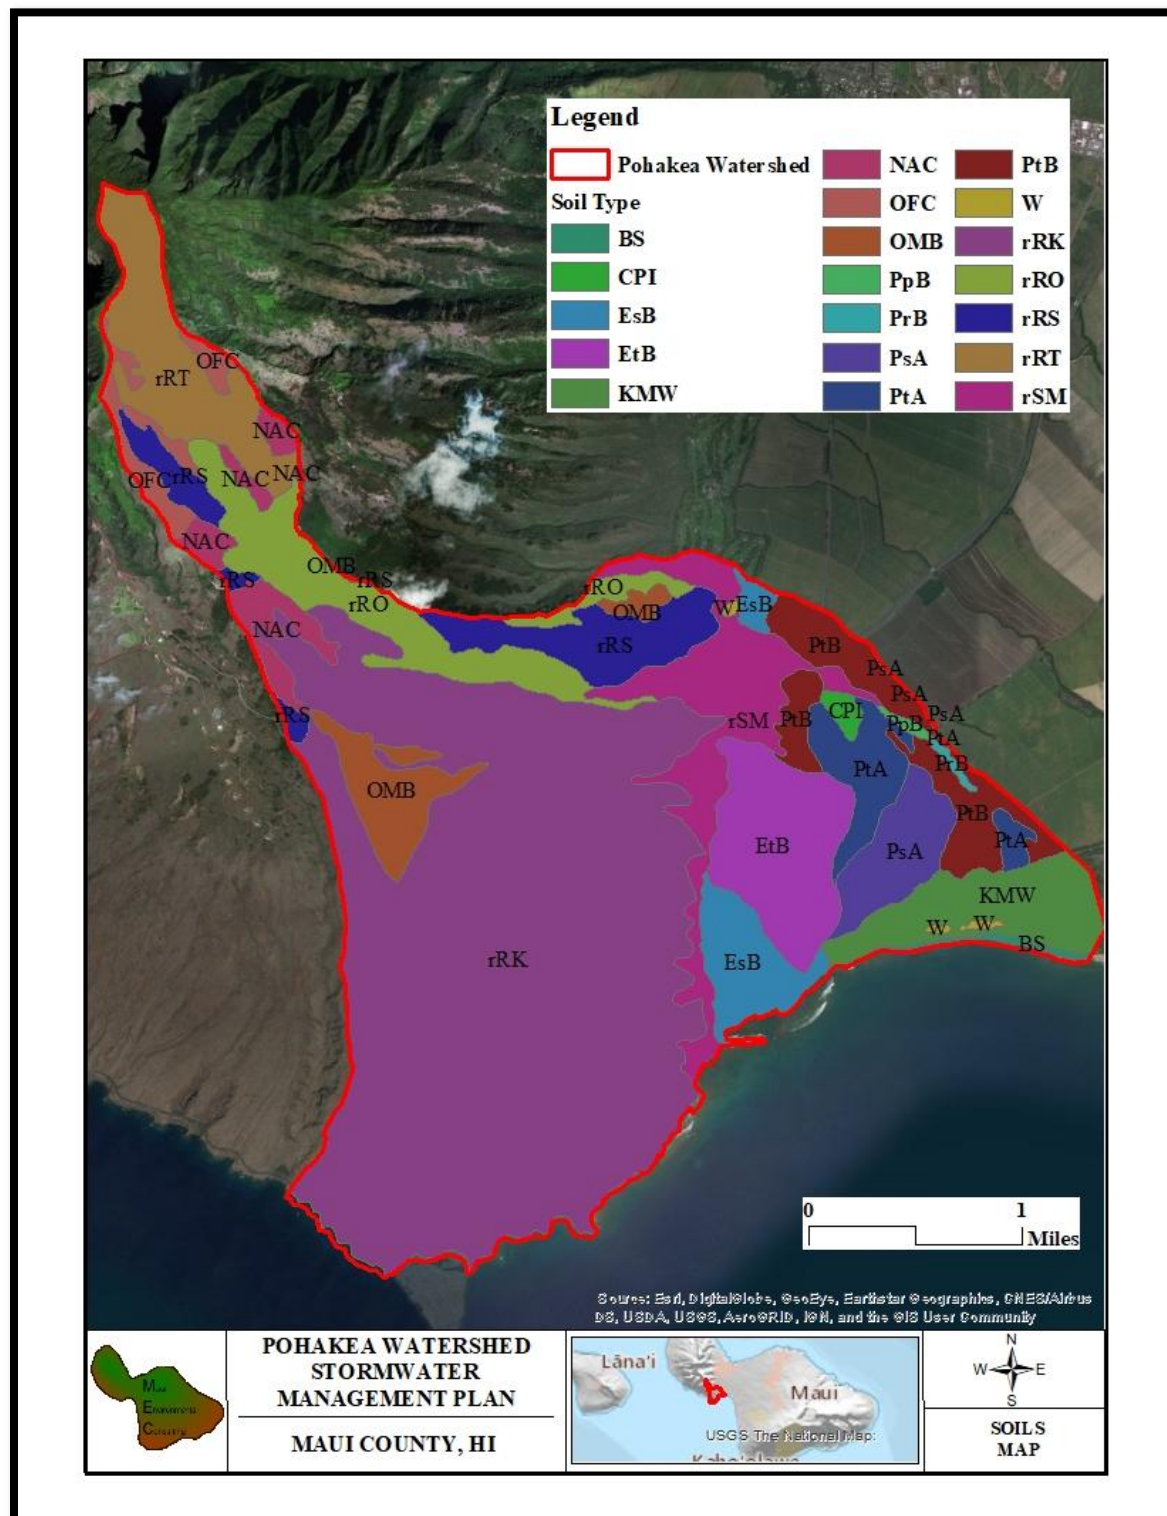 Legend
Pohakea Watershed
Soil Type
BS
CPI
EsB
EtB
KMW
NAC
OFC
OMB
PpB
PrB
PsA
PtA
PtB
W
rRK
rRO
rRS
rRT
rSM
OFC
rRT
NAC
NAC
NAC
OFC
rRS
NAC
OMB
rRS
rRS
rRO
NAC
rRO
OMB
W
EsB
rRS
PtB
PsA
PsA
rRS
rSM
PtB
CPI
PsA
PpB
PtA
PrB
PtA
OMB
PtB
PtA
EtB
PsA
KMW
W
W
BS
rRK
EsB
0 1
Miles
Source: Esri, DigitalGlobe, GeoEye, Earthstar Geographics, CNES/Airbus
DS, USDA, USGS, AeroGRID, IGN, and the GIS User Community
Maui
Environmental
Consulting
POHAKEA WATERSHED
STORMWATER
MANAGEMENT PLAN
MAUI COUNTY, HI
Lāna'i
Maui
USGS The National Map:
Kaho'olawe
N
W E
S
SOILS
MAP